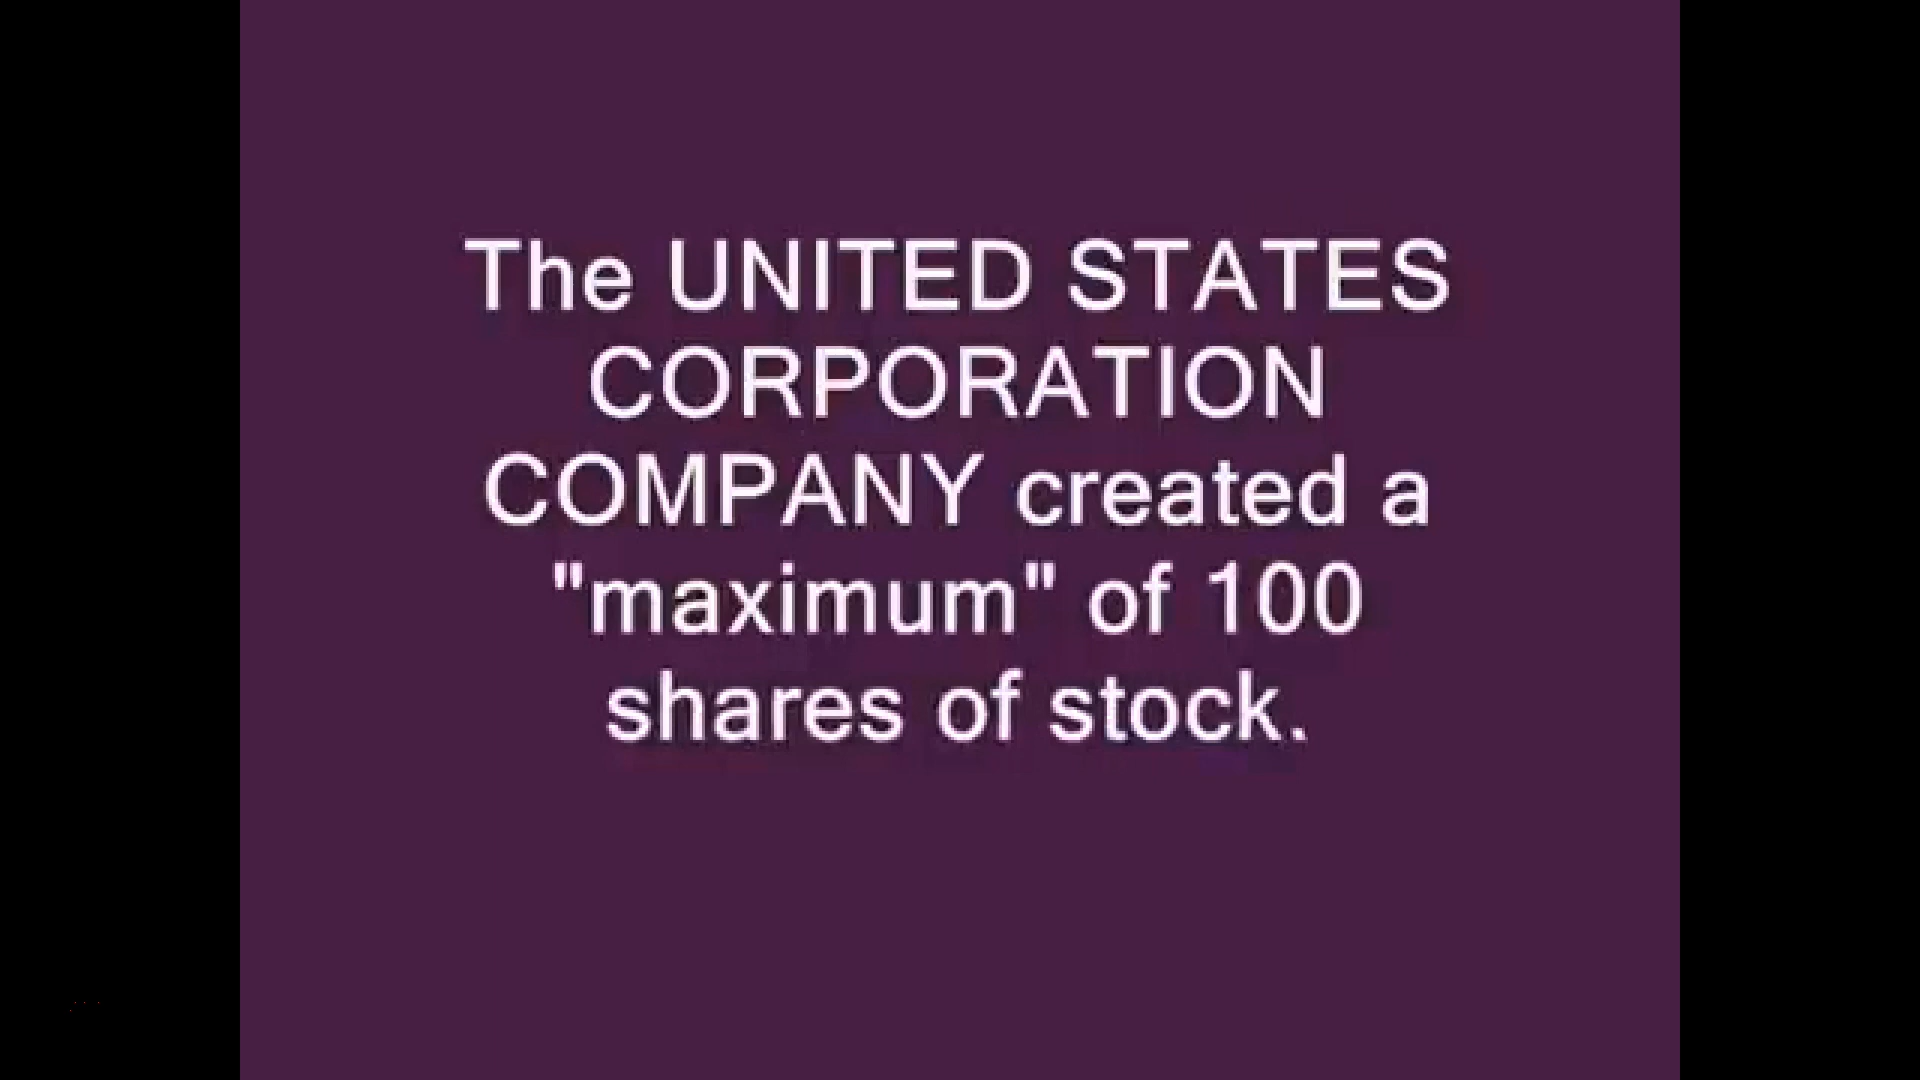 The UNITED STATES
CORPORATION
COMPANY created a
"maximum" of 100
shares of stock.